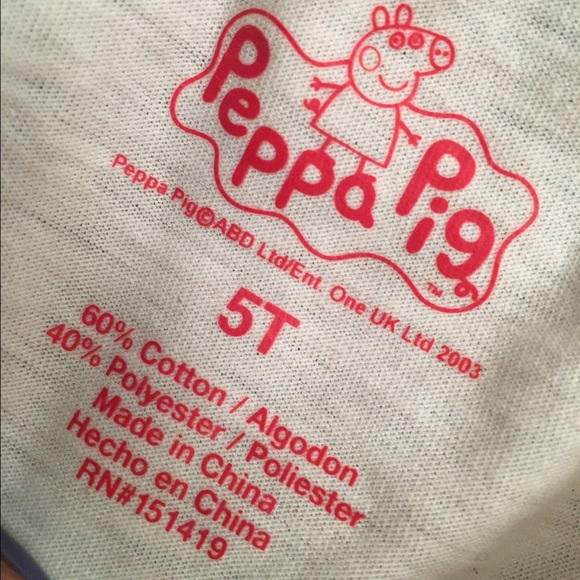 Peppa Pig
™
Peppa Pig©ABD Ltd/Ent. One UK Ltd 2003
5T
60% Cotton / Algodon
40% Polyester / Poliester
Made in China
Hecho en China
RN#151419